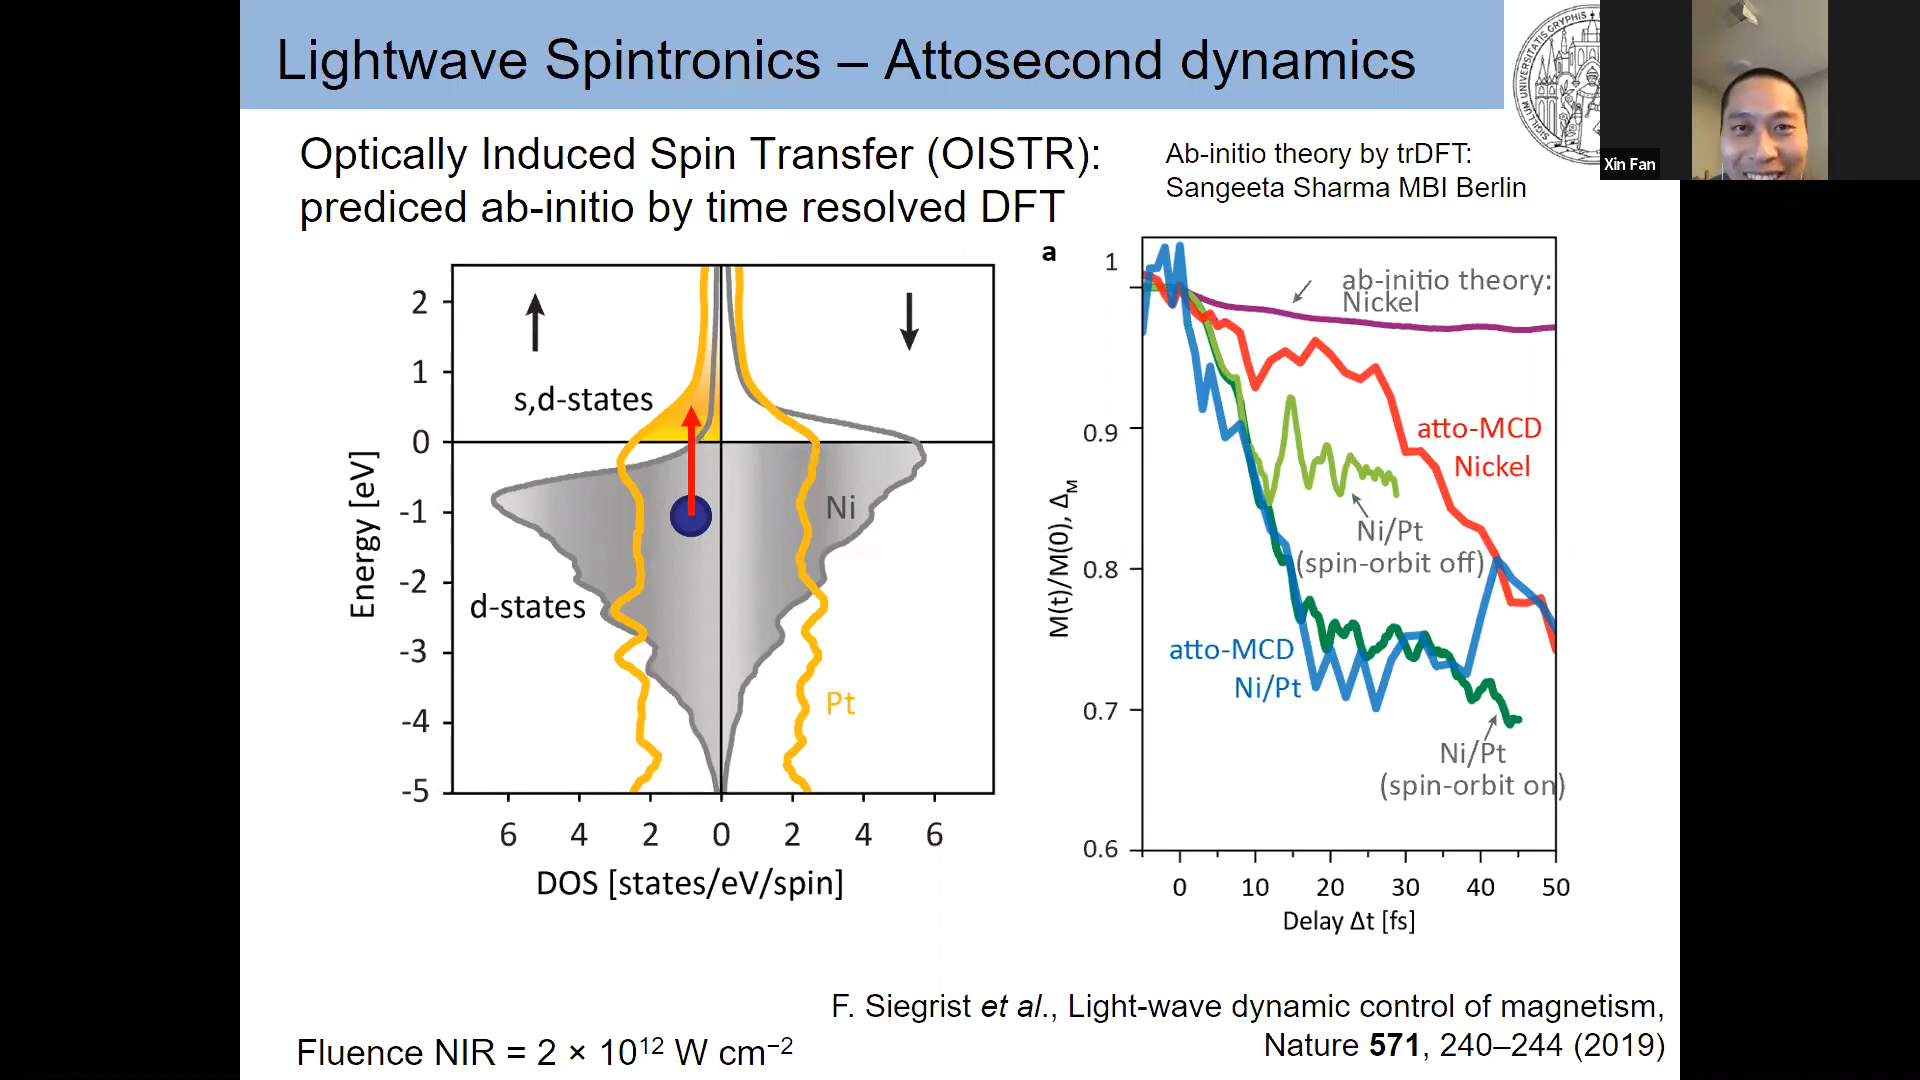 Lightwave Spintronics – Attosecond dynamics
Xin Fan
Optically Induced Spin Transfer (OISTR):
prediced ab-initio by time resolved DFT
Ab-initio theory by trDFT:
Sangeeta Sharma MBI Berlin
2
1
0
-1
-2
-3
-4
-5
Energy [eV]
s,d-states
d-states
Ni
Pt
6 4 2 0 2 4 6
DOS [states/eV/spin]
a
1
0.9
0.8
0.7
0.6
M(t)/M(0), Δ_M
ab-initio theory:
Nickel
atto-MCD
Nickel
Ni/Pt
(spin-orbit off)
atto-MCD
Ni/Pt
Ni/Pt
(spin-orbit on)
0 10 20 30 40 50
Delay Δt [fs]
F. Siegrist et al., Light-wave dynamic control of magnetism,
Nature 571, 240–244 (2019)
Fluence NIR = 2 × 10¹² W cm⁻²